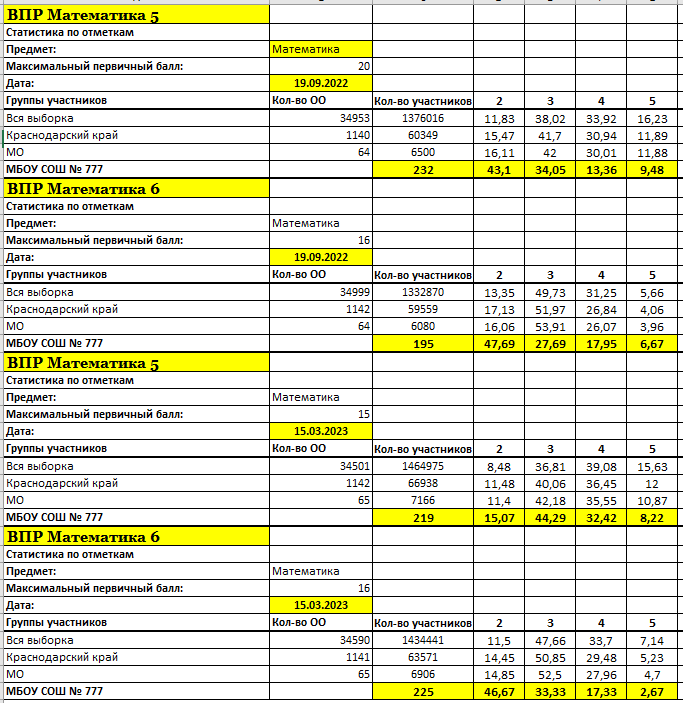 ВПР Математика 5
Статистика по отметкам
Предмет: Математика
Максимальный первичный балл: 20
Дата: 19.09.2022
Группы участников Кол-во ОО Кол-во участников 2 3 4 5
Вся выборка 34953 1376016 11,83 38,02 33,92 16,23
Краснодарский край 1140 60349 15,47 41,7 30,94 11,89
МО 64 6500 16,11 42 30,01 11,88
МБОУ СОШ № 777 232 43,1 34,05 13,36 9,48
ВПР Математика 6
Статистика по отметкам
Предмет: Математика
Максимальный первичный балл: 16
Дата: 19.09.2022
Группы участников Кол-во ОО Кол-во участников 2 3 4 5
Вся выборка 34999 1332870 13,35 49,73 31,25 5,66
Краснодарский край 1142 59559 17,13 51,97 26,84 4,06
МО 64 6080 16,06 53,91 26,07 3,96
МБОУ СОШ № 777 195 47,69 27,69 17,95 6,67
ВПР Математика 5
Статистика по отметкам
Предмет: Математика
Максимальный первичный балл: 15
Дата: 15.03.2023
Группы участников Кол-во ОО Кол-во участников 2 3 4 5
Вся выборка 34501 1464975 8,48 36,81 39,08 15,63
Краснодарский край 1142 66938 11,48 40,06 36,45 12
МО 65 7166 11,4 42,18 35,55 10,87
МБОУ СОШ № 777 219 15,07 44,29 32,42 8,22
ВПР Математика 6
Статистика по отметкам
Предмет: Математика
Максимальный первичный балл: 16
Дата: 15.03.2023
Группы участников Кол-во ОО Кол-во участников 2 3 4 5
Вся выборка 34590 1434441 11,5 47,66 33,7 7,14
Краснодарский край 1141 63571 14,45 50,85 29,48 5,23
МО 65 6906 14,85 52,5 27,96 4,7
МБОУ СОШ № 777 225 46,67 33,33 17,33 2,67